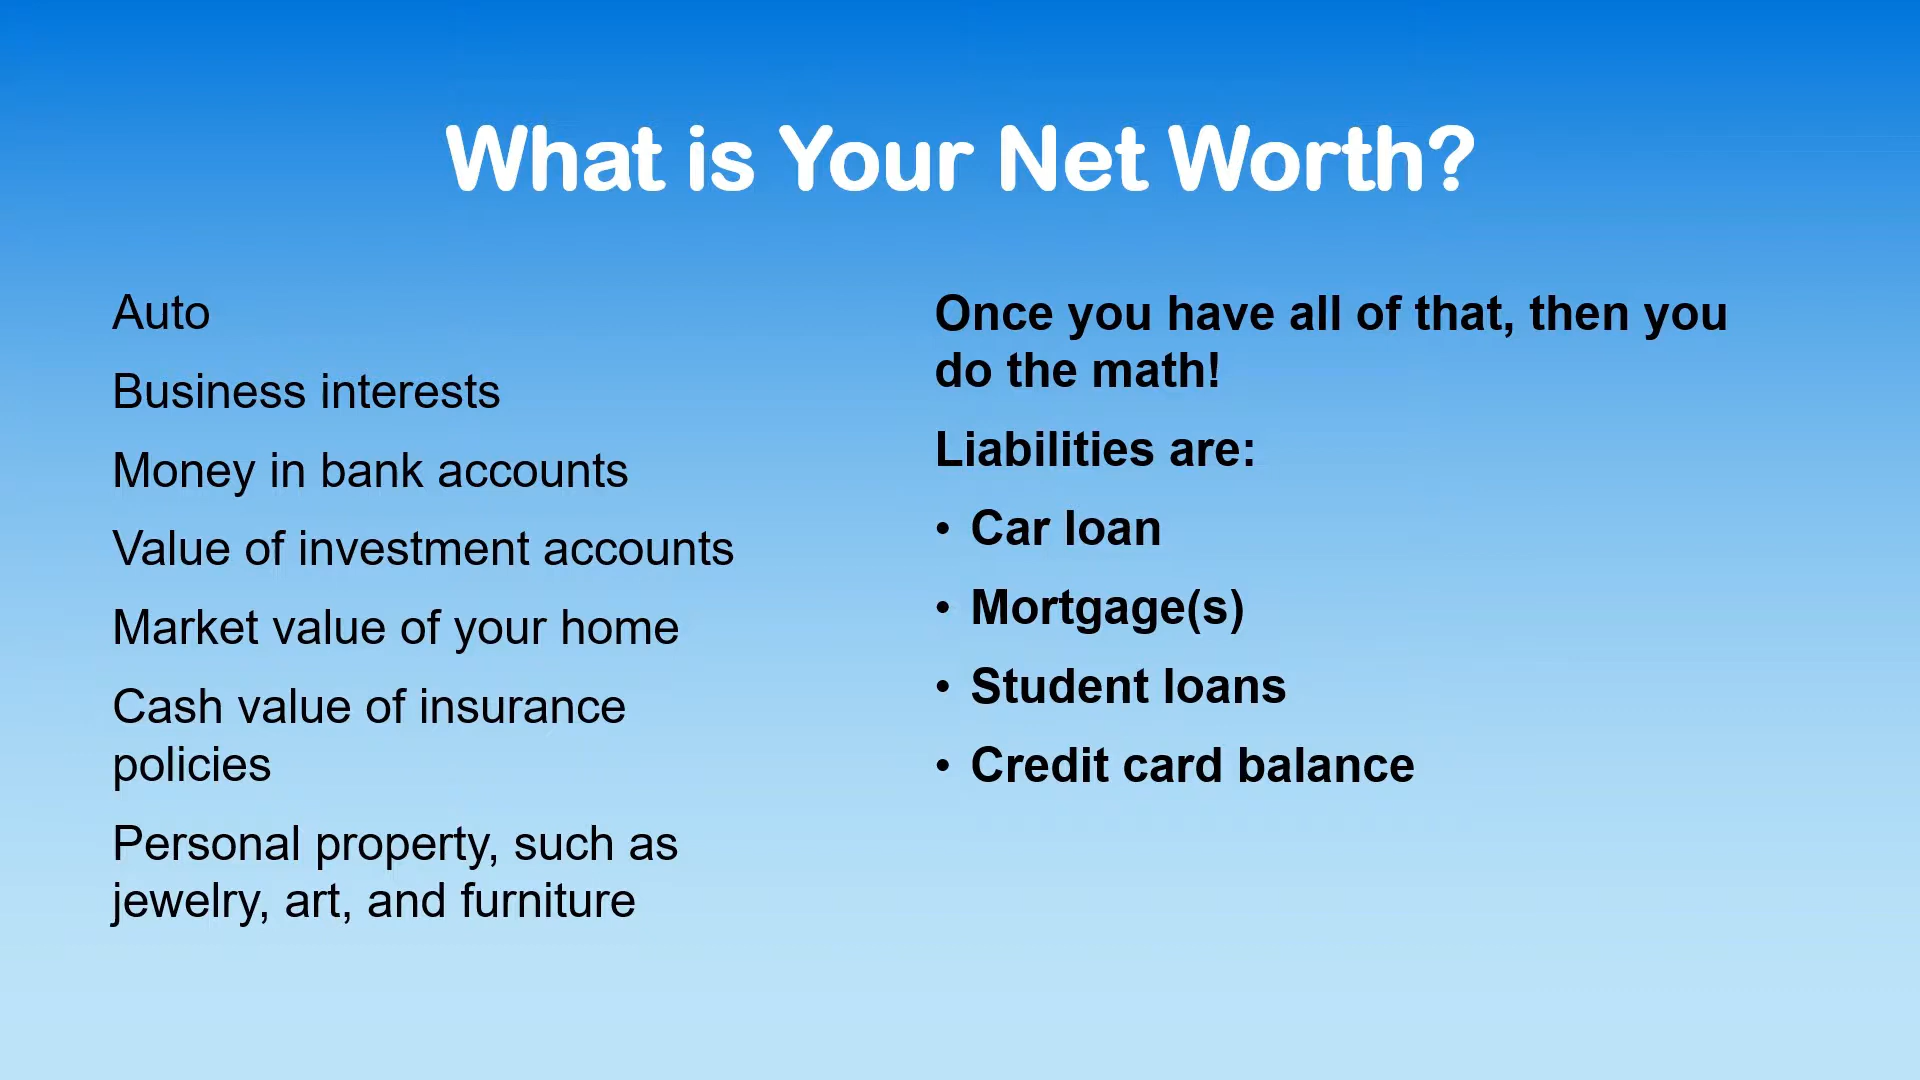 What is Your Net Worth?
Auto
Business interests
Money in bank accounts
Value of investment accounts
Market value of your home
Cash value of insurance
policies
Personal property, such as
jewelry, art, and furniture
Once you have all of that, then you
do the math!
Liabilities are:
• Car loan
• Mortgage(s)
• Student loans
• Credit card balance